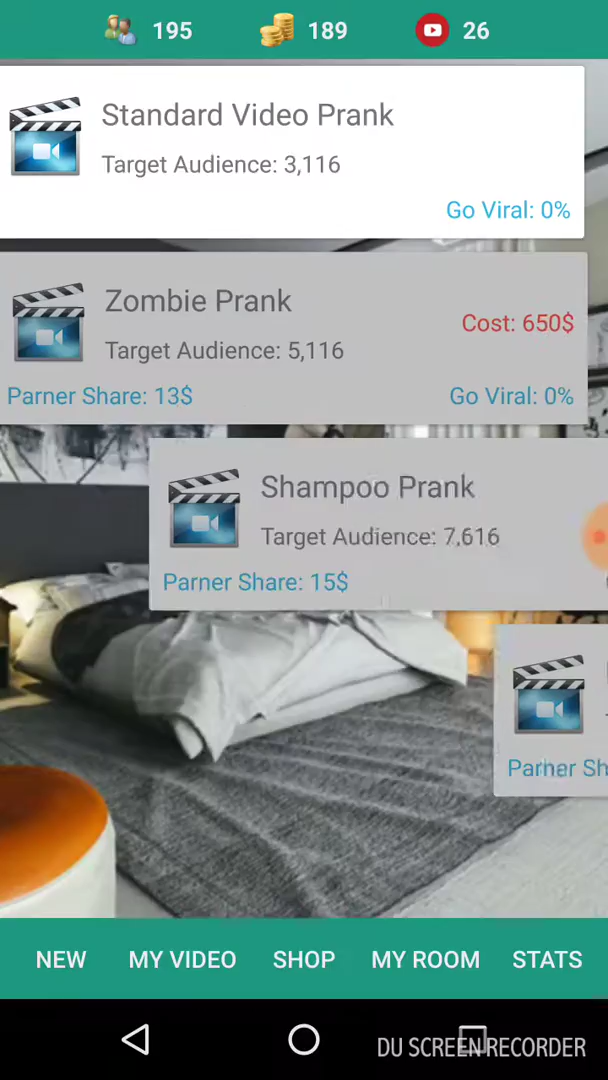 195 189 26
Standard Video Prank
Target Audience: 3,116
Go Viral: 0%
Zombie Prank
Cost: 650$
Target Audience: 5,116
Parner Share: 13$ Go Viral: 0%
Shampoo Prank
Target Audience: 7,616
Parner Share: 15$
Parner Sh
NEW MY VIDEO SHOP MY ROOM STATS
DU SCREEN RECORDER